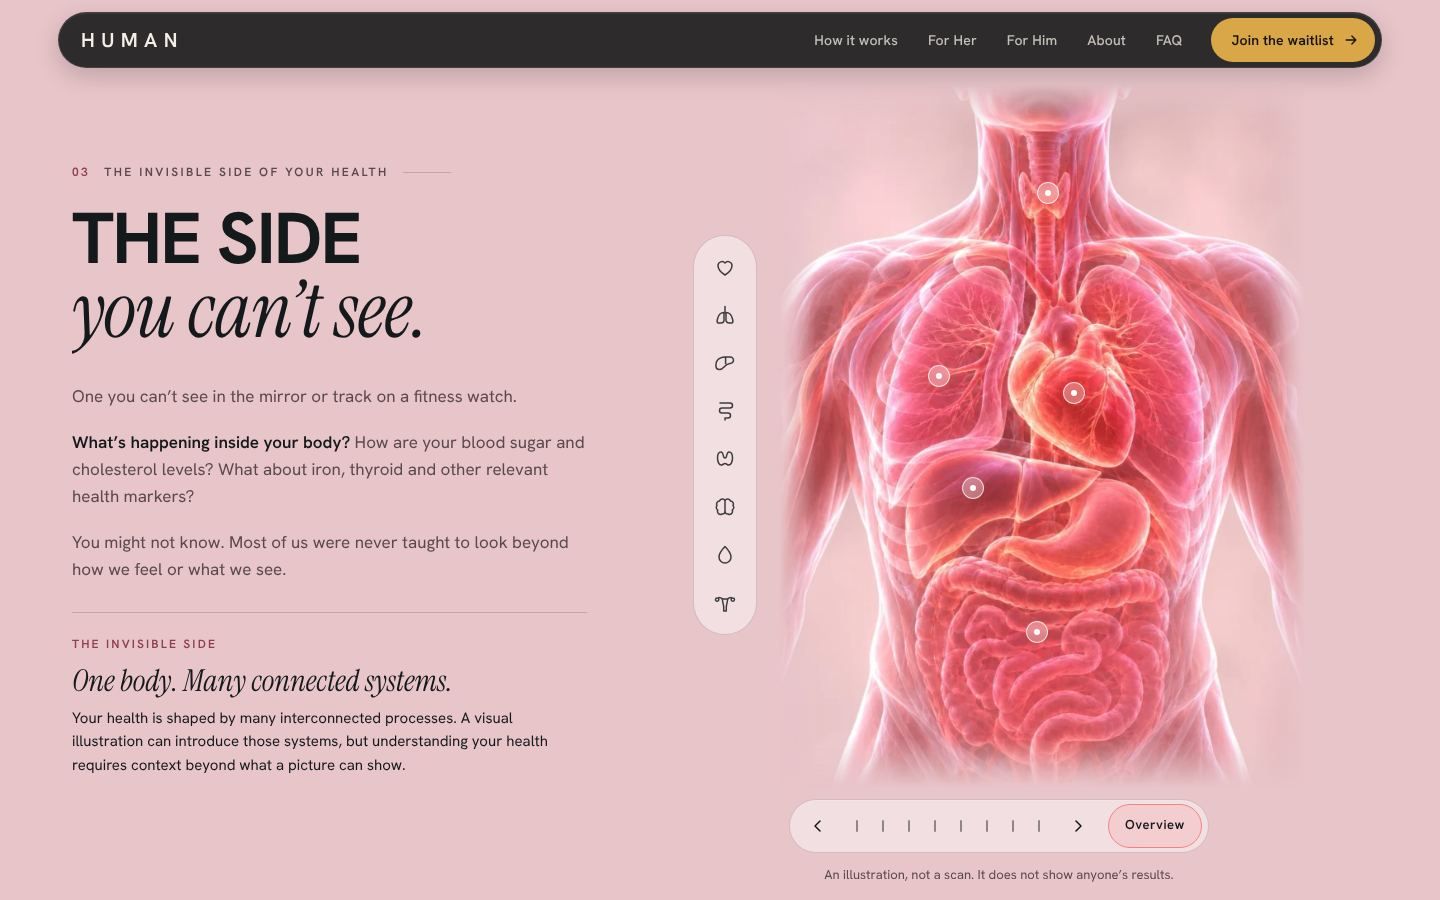 HUMAN
How it works
For Her
For Him
About
FAQ
Join the waitlist
03 THE INVISIBLE SIDE OF YOUR HEALTH
THE SIDE
you can’t see.
One you can’t see in the mirror or track on a fitness watch.
What’s happening inside your body? How are your blood sugar and
cholesterol levels? What about iron, thyroid and other relevant
health markers?
You might not know. Most of us were never taught to look beyond
how we feel or what we see.
THE INVISIBLE SIDE
One body. Many connected systems.
Your health is shaped by many interconnected processes. A visual
illustration can introduce those systems, but understanding your health
requires context beyond what a picture can show.
Overview
An illustration, not a scan. It does not show anyone’s results.